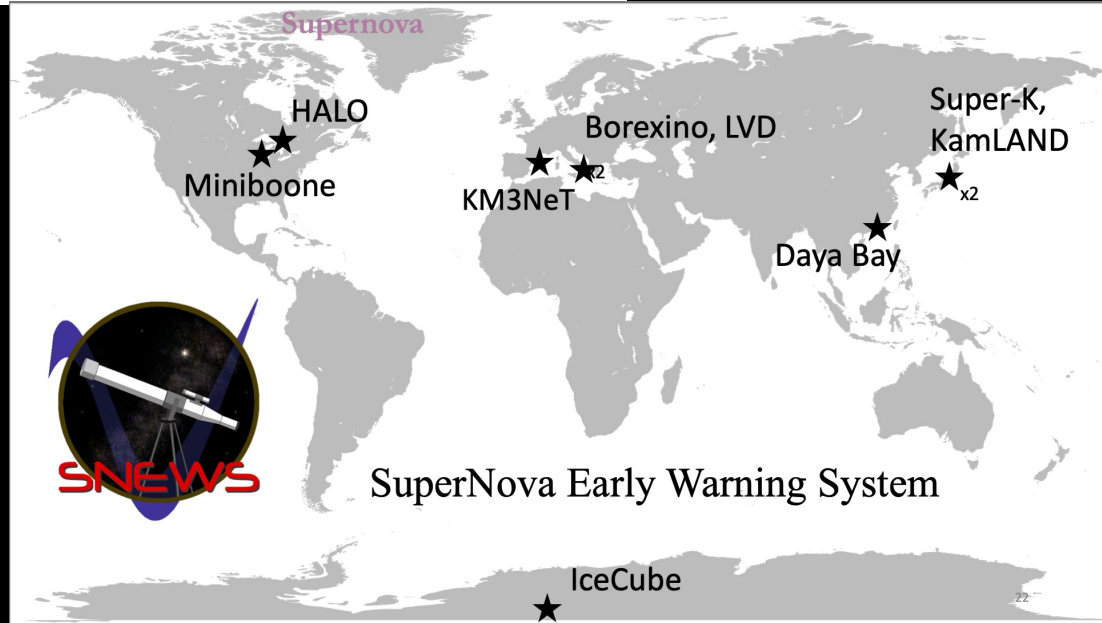 Supernova
HALO
Miniboone
Borexino, LVD
x2
KM3NeT
Super-K,
KamLAND
x2
Daya Bay
SNEWS
SuperNova Early Warning System
IceCube
22